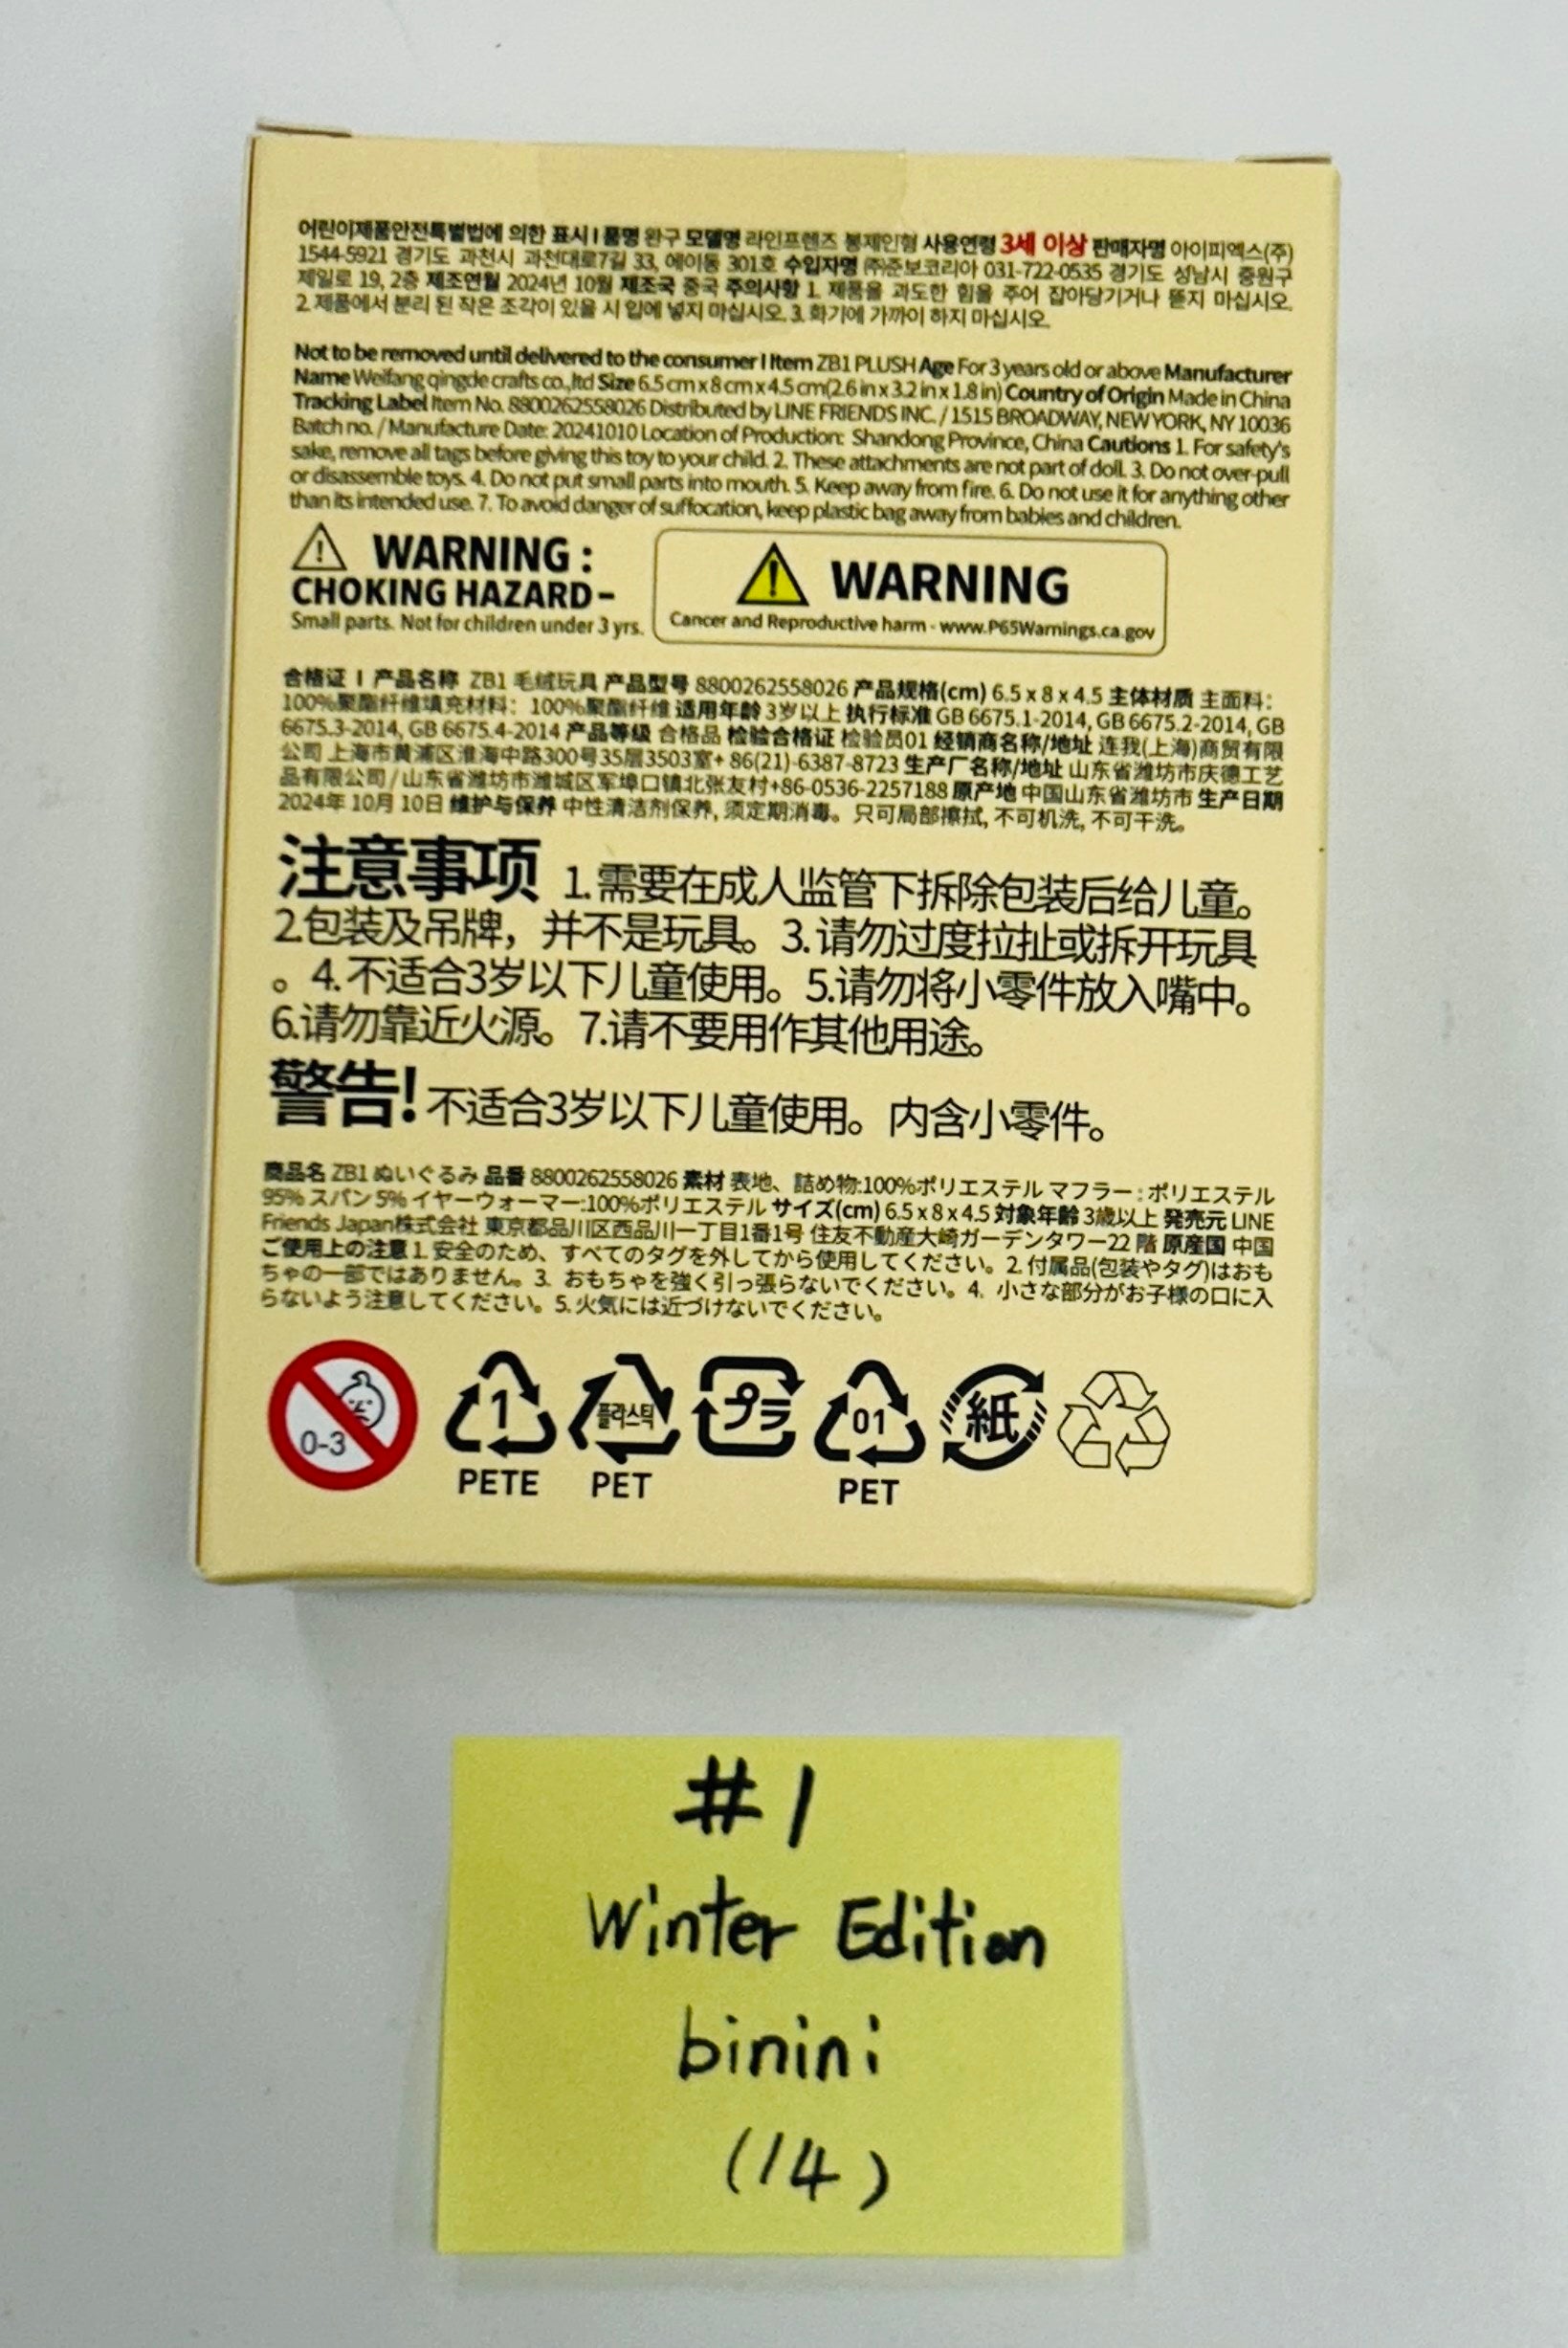 어린이제품안전특별법에 의한 표시 I 품명 완구 모델명 라인프렌즈 봉제인형 사용연령 3세 이상 판매자명 아이피엑스(주)
1544-5921 경기도 과천시 과천대로7길 33, 에이동 301호 수입자명 ㈜준보코리아 031-722-0535 경기도 성남시 중원구
제일로 19, 2층 제조연월 2024년 10월 제조국 중국 주의사항 1. 제품을 과도한 힘을 주어 잡아당기거나 뜯지 마십시오.
2. 제품에서 분리 된 작은 조각이 있을 시 입에 넣지 마십시오. 3. 화기에 가까이 하지 마십시오.
Not to be removed until delivered to the consumer I Item ZB1 PLUSH Age For 3 years old or above Manufacturer
Name Weifang qingde crafts co.,ltd Size 6.5 cm x 8 cm x 4.5 cm(2.6 in x 3.2 in x 1.8 in) Country of Origin Made in China
Tracking Label Item No. 8800262558026 Distributed by LINE FRIENDS INC. / 1515 BROADWAY, NEW YORK, NY 10036
Batch no. / Manufacture Date: 20241010 Location of Production: Shandong Province, China Cautions 1. For safety's
sake, remove all tags before giving this toy to your child. 2. These attachments are not part of doll. 3. Do not over-pull
or disassemble toys. 4. Do not put small parts into mouth. 5. Keep away from fire. 6. Do not use it for anything other
than its intended use. 7. To avoid danger of suffocation, keep plastic bag away from babies and children.
WARNING :
CHOKING HAZARD-
Small parts. Not for children under 3 yrs.
WARNING
Cancer and Reproductive harm - www.P65Warnings.ca.gov
合格证 I 产品名称 ZB1 毛绒玩具 产品型号 8800262558026 产品规格(cm) 6.5 x 8 x 4.5 主体材质 主面料:
100%聚酯纤维填充材料: 100%聚酯纤维 适用年龄 3岁以上 执行标准 GB 6675.1-2014, GB 6675.2-2014, GB
6675.3-2014, GB 6675.4-2014 产品等级 合格品 检验合格证 检验员01 经销商名称/地址 连我(上海)商贸有限
公司 上海市黄浦区淮海中路300号35层3503室+ 86(21)-6387-8723 生产厂名称/地址 山东省潍坊市庆德工艺
品有限公司/山东省潍坊市潍城区军埠口镇北张友村+86-0536-2257188 原产地 中国山东省潍坊市 生产日期
2024年 10月 10日 维护与保养 中性清洁剂保养, 须定期消毒。只可局部擦拭, 不可机洗, 不可干洗。
注意事项 1.需要在成人监管下拆除包装后给儿童。
2.包装及吊牌，并不是玩具。3.请勿过度拉扯或拆开玩具
。4.不适合3岁以下儿童使用。5.请勿将小零件放入嘴中。
6.请勿靠近火源。7.请不要用作其他用途。
警告! 不适合3岁以下儿童使用。内含小零件。
商品名 ZB1 ぬいぐるみ 品番 8800262558026 素材 表地、詰め物:100%ポリエステル マフラー : ポリエステル
95% スパン 5% イヤーウォーマー:100%ポリエステル サイズ(cm) 6.5 x 8 x 4.5 対象年齢 3歳以上 発売元 LINE
Friends Japan株式会社 東京都品川区西品川一丁目1番1号 住友不動産大崎ガーデンタワー22 階 原産国 中国
ご使用上の注意 1. 安全のため、すべてのタグを外してから使用してください。2. 付属品(包装やタグ)はおも
ちゃの一部ではありません。3. おもちゃを強く引っ張らないでください。4. 小さな部分がお子様の口に入
らないよう注意してください。5. 火気には近づけないでください。
0-3
1
플라스틱
プラ
01
紙
PETE
PET
PET
#1
Winter Edition
binini
(14)